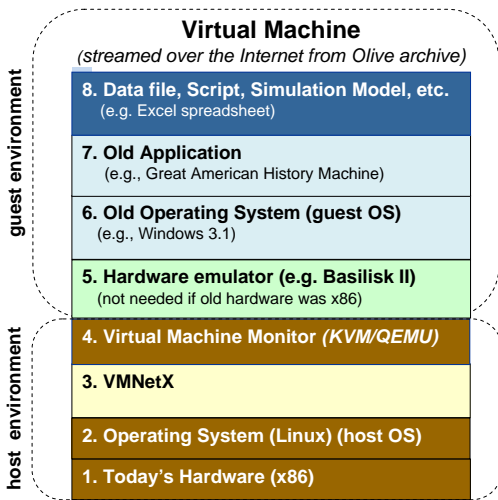 Virtual Machine
(streamed over the Internet from Olive archive)
guest environment
8. Data file, Script, Simulation Model, etc.
(e.g. Excel spreadsheet)
7. Old Application
(e.g., Great American History Machine)
6. Old Operating System (guest OS)
(e.g., Windows 3.1)
5. Hardware emulator (e.g. Basilisk II)
(not needed if old hardware was x86)
host environment
4. Virtual Machine Monitor (KVM/QEMU)
3. VMNetX
2. Operating System (Linux) (host OS)
1. Today's Hardware (x86)